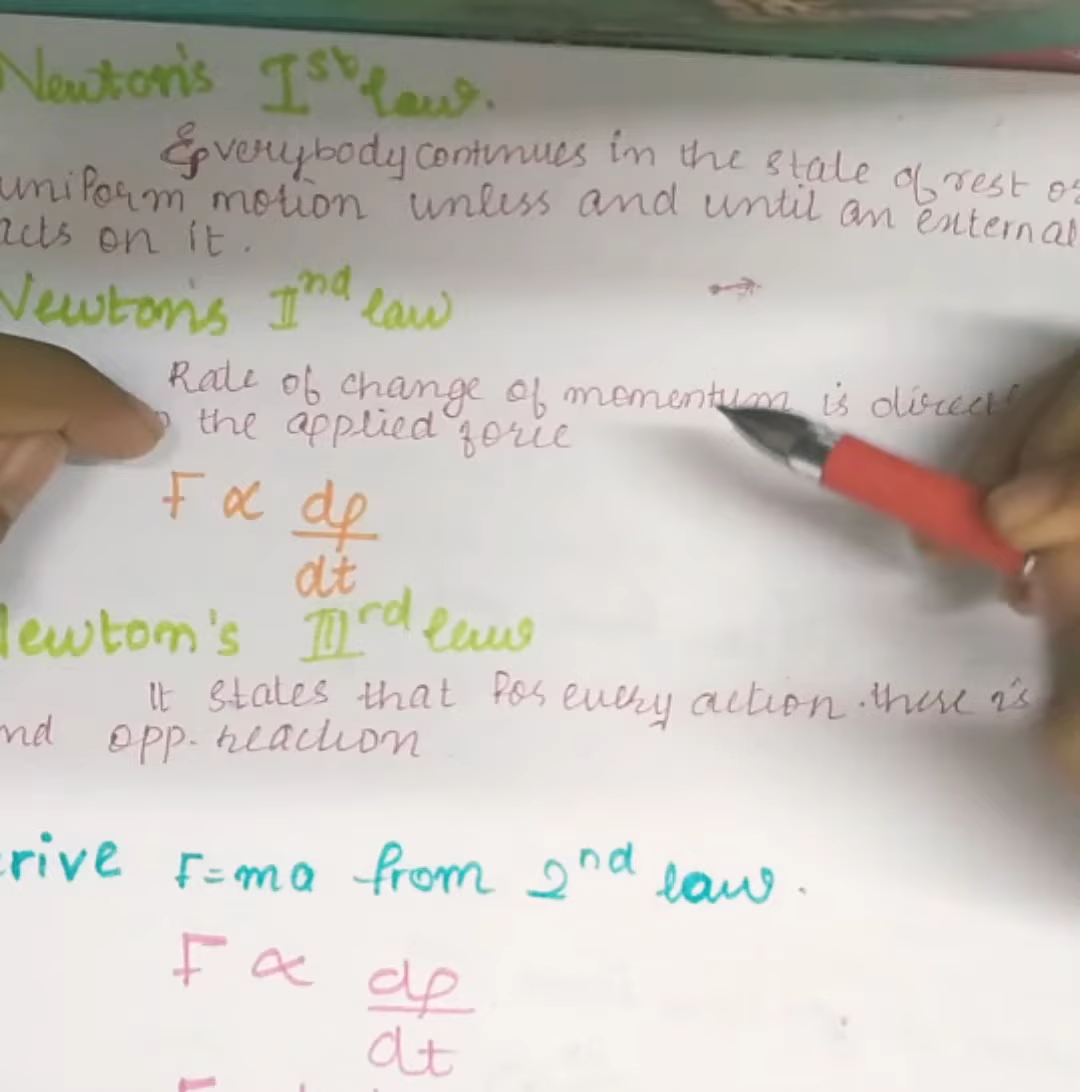 Newton's Ist law.
Everybody continues in the state of rest or
uniform motion unless and until an external
acts on it.
Newton's IInd law
Rate of change of momentum is direct
the applied force
F ∝ dp
dt
Newton's IIIrd law
It states that for every action there is
nd opp. reaction
rive F=ma from 2nd law.
F ∝ dp
dt